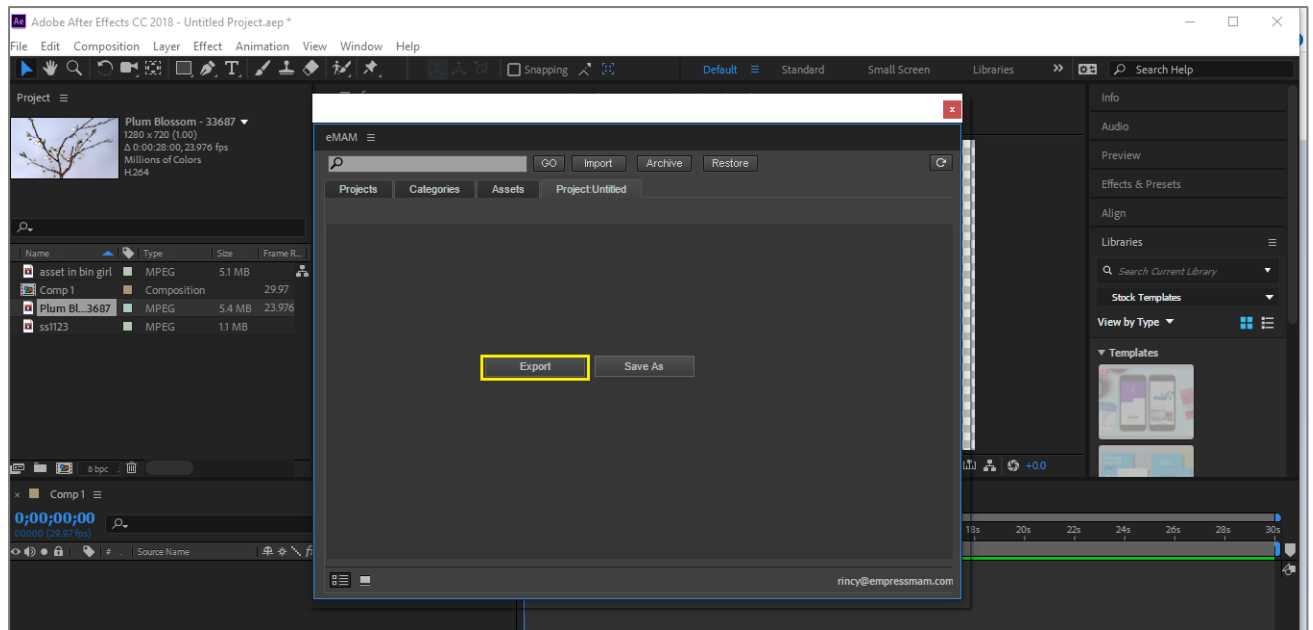 Ae Adobe After Effects CC 2018 - Untitled Project.aep *
File Edit Composition Layer Effect Animation View Window Help
T Snapping Default Standard Small Screen Libraries Search Help
Project
Plum Blossom - 33687
1280 x 720 (1.00)
Δ 0:00:28:00, 23.976 fps
Millions of Colors
H.264
Name Type Size Frame R...
asset in bin girl MPEG 5.1 MB
Comp 1 Composition 29.97
Plum Bl...3687 MPEG 5.4 MB 23.976
ss1123 MPEG 1.1 MB
8 bpc
eMAM
GO Import Archive Restore
Projects Categories Assets Project:Untitled
Export Save As
rincy@empressmam.com
Info
Audio
Preview
Effects & Presets
Align
Libraries
Search Current Library
Stock Templates
View by Type
Templates
+0.0
Comp 1
0;00;00;00
00000 (29.97 fps)
# Source Name
18s 20s 22s 24s 26s 28s 30s